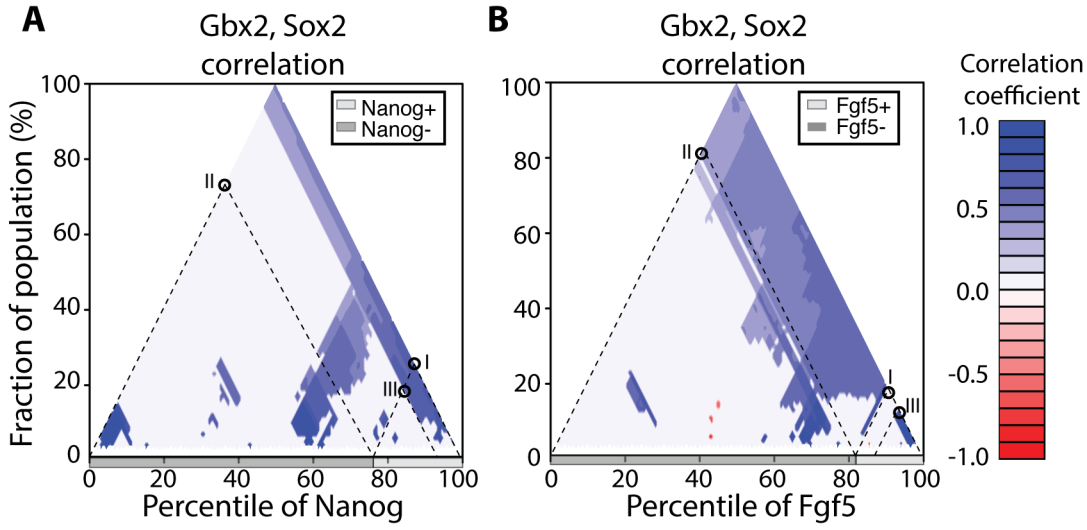 A
Gbx2, Sox2
correlation
Nanog+
Nanog-
II
I
III
Fraction of population (%)
100
80
60
40
20
0
0 20 40 60 80 100
Percentile of Nanog
B
Gbx2, Sox2
correlation
Fgf5+
Fgf5-
II
I
III
100
80
60
40
20
0
0 20 40 60 80 100
Percentile of Fgf5
Correlation
coefficient
1.0
0.5
0.0
-0.5
-1.0